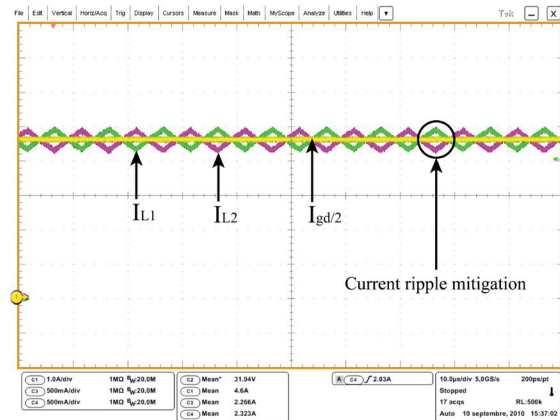 File Edit Vertical Horiz/Acq Trig Display Cursors Measure Mask Math MyScope Analyze Utilities Help
Tek
IL1 IL2 Igd/2
Current ripple mitigation
C1 1.0A/div 1MΩ BW:20,0M
C3 500mA/div 1MΩ BW:20,0M
C4 500mA/div 1MΩ BW:20,0M
C2 Mean* 31.94V
C1 Mean 4.6A
C3 Mean 2.266A
C4 Mean 2.323A
A C4 2.03A
10.0µs/div 5,0GS/s 200ps/pt
Stopped
17 acqs RL:500k
Auto 10 septembre, 2010